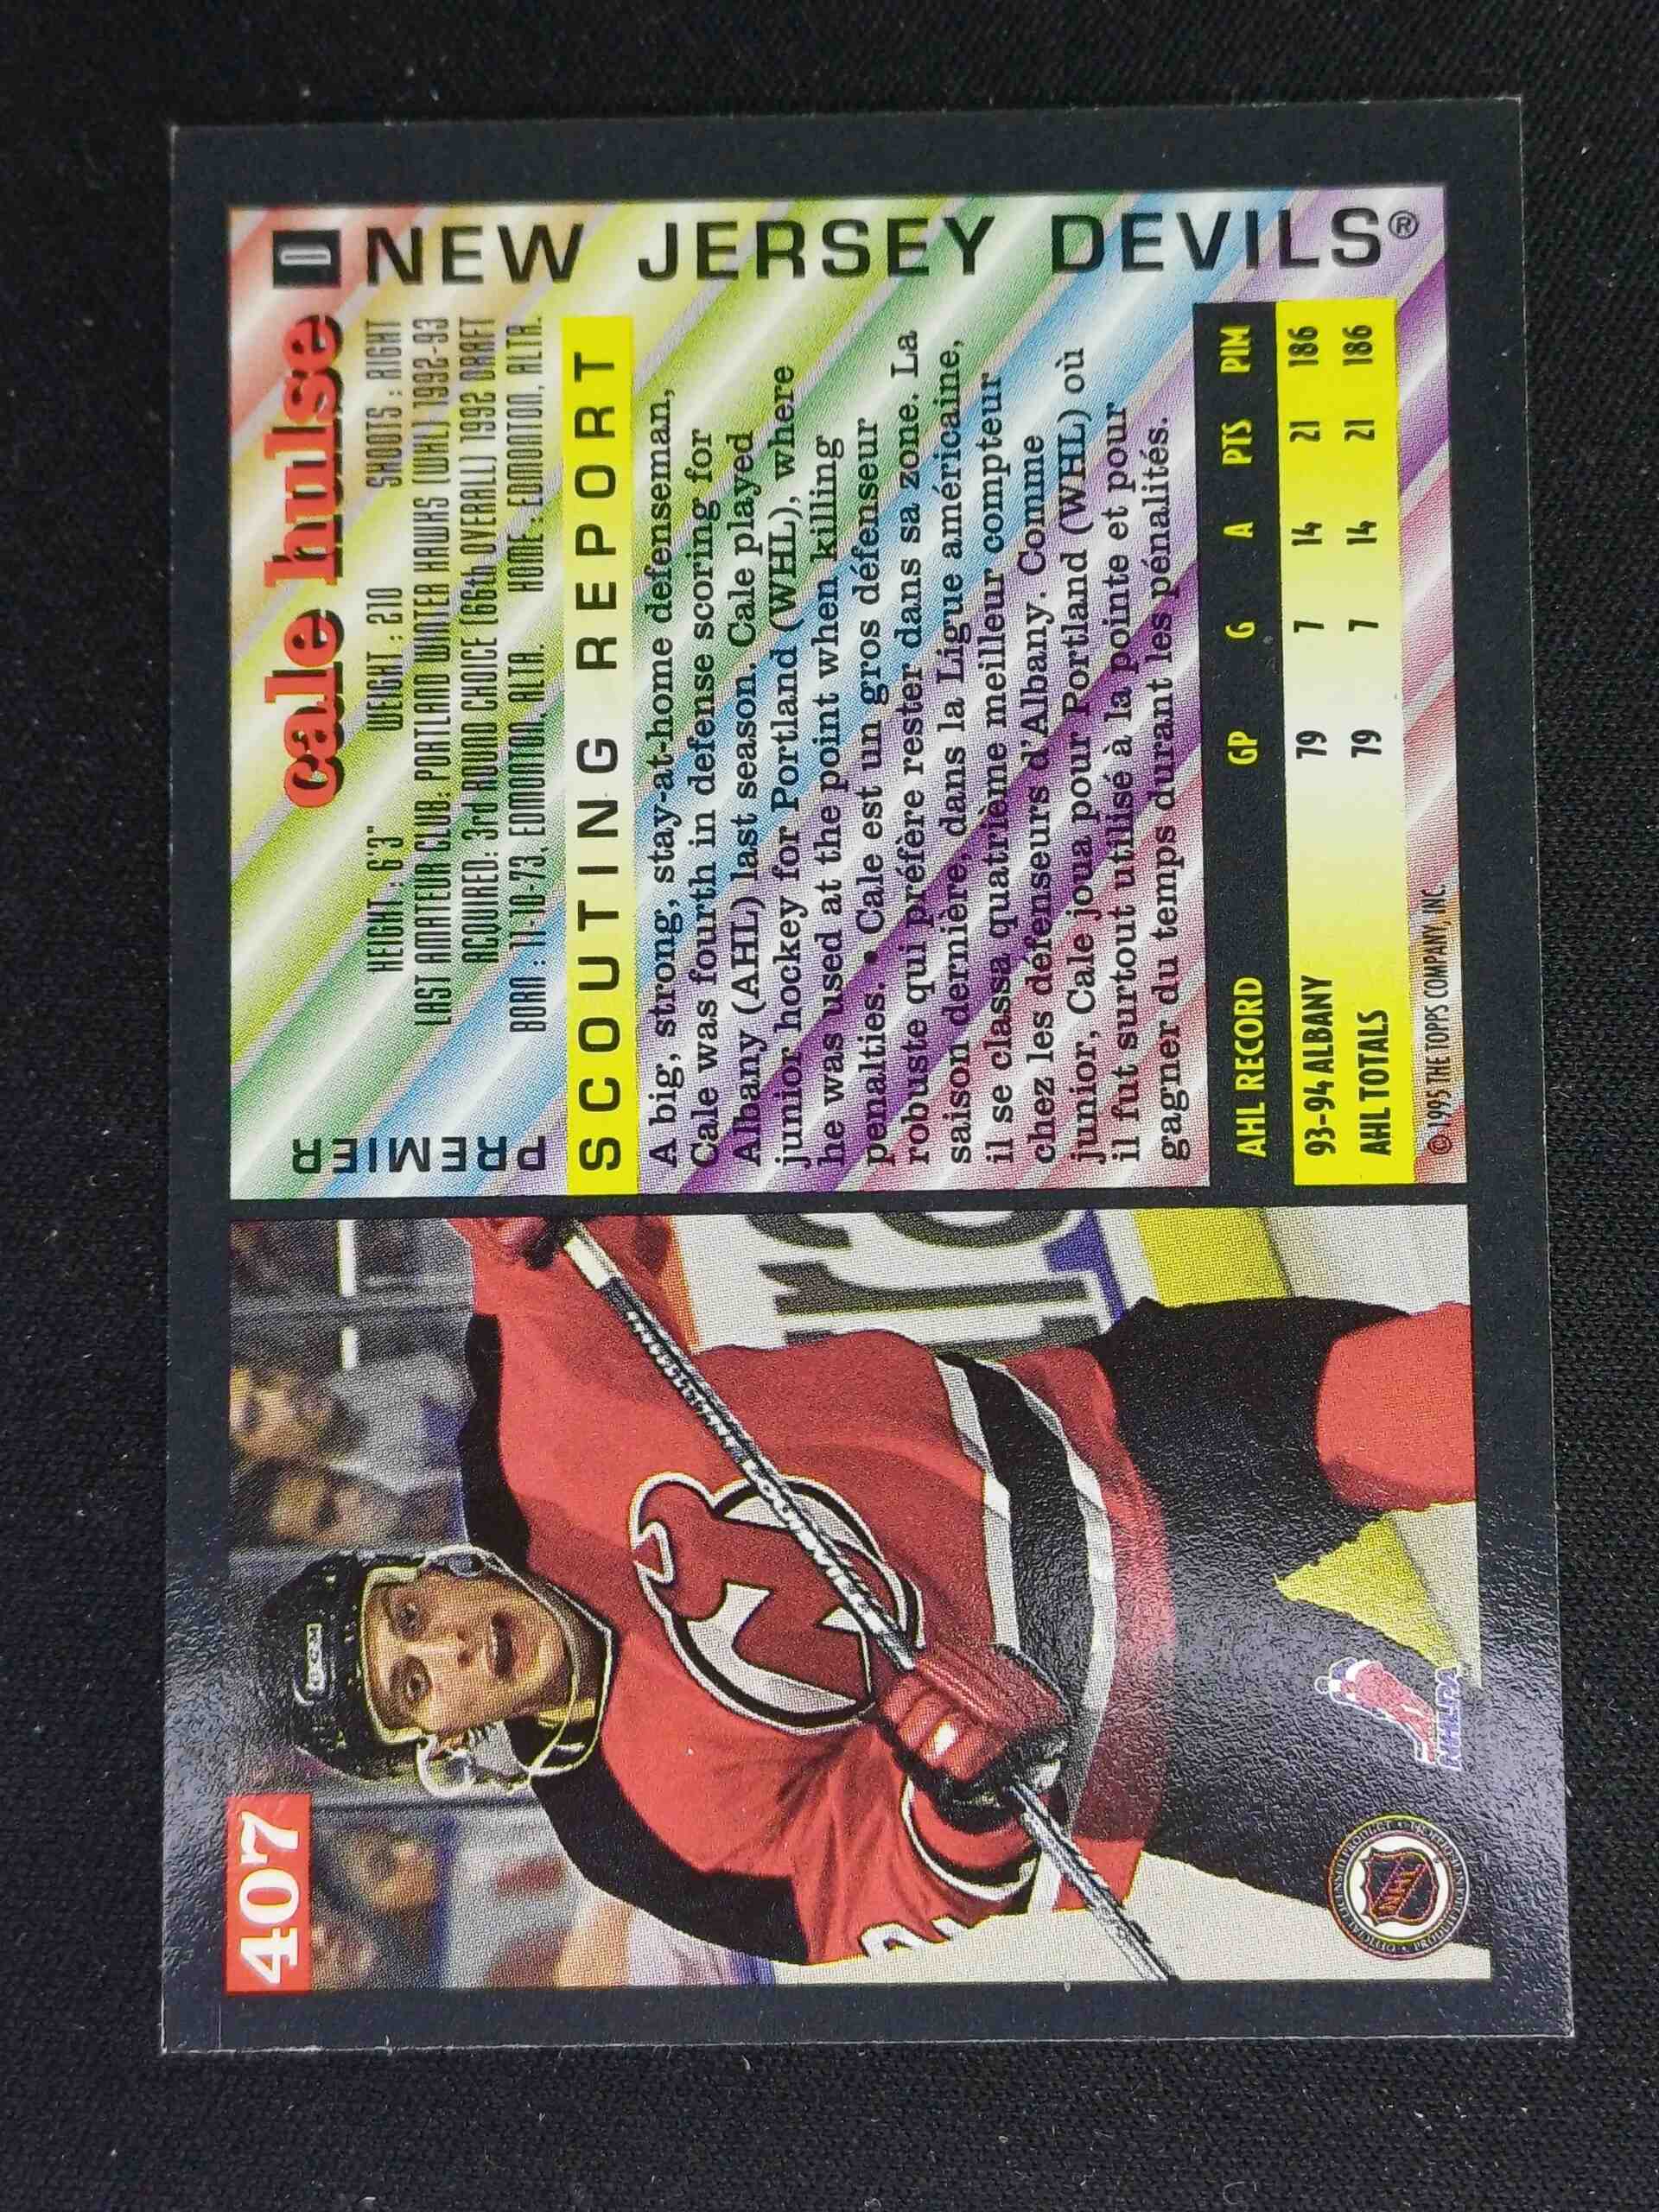 407
CCM
NHLPA
NHL
PREMIER
cale hulse
D
HEIGHT : 6'3" WEIGHT : 210 SHOOTS : RIGHT
LAST AMATEUR CLUB: PORTLAND WINTER HAWKS (WHL) 1992-93
ACQUIRED: 3rd ROUND CHOICE (66th OVERALL) 1992 DRAFT
BORN : 11-10-73, EDMONTON, ALTA. HOME : EDMONTON, ALTA.
NEW JERSEY DEVILS®
SCOUTING REPORT
A big, strong, stay-at-home defenseman,
Cale was fourth in defense scoring for
Albany (AHL) last season. Cale played
junior hockey for Portland (WHL), where
he was used at the point when killing
penalties. • Cale est un gros défenseur
robuste qui préfère rester dans sa zone. La
saison dernière, dans la Ligue américaine,
il se classa quatrième meilleur compteur
chez les défenseurs d'Albany. Comme
junior, Cale joua pour Portland (WHL) où
il fut surtout utilisé à la pointe et pour
gagner du temps durant les pénalités.
AHL RECORD GP G A PTS PIM
93-94 ALBANY 79 7 14 21 186
AHL TOTALS 79 7 14 21 186
© 1995 THE TOPPS COMPANY, INC.